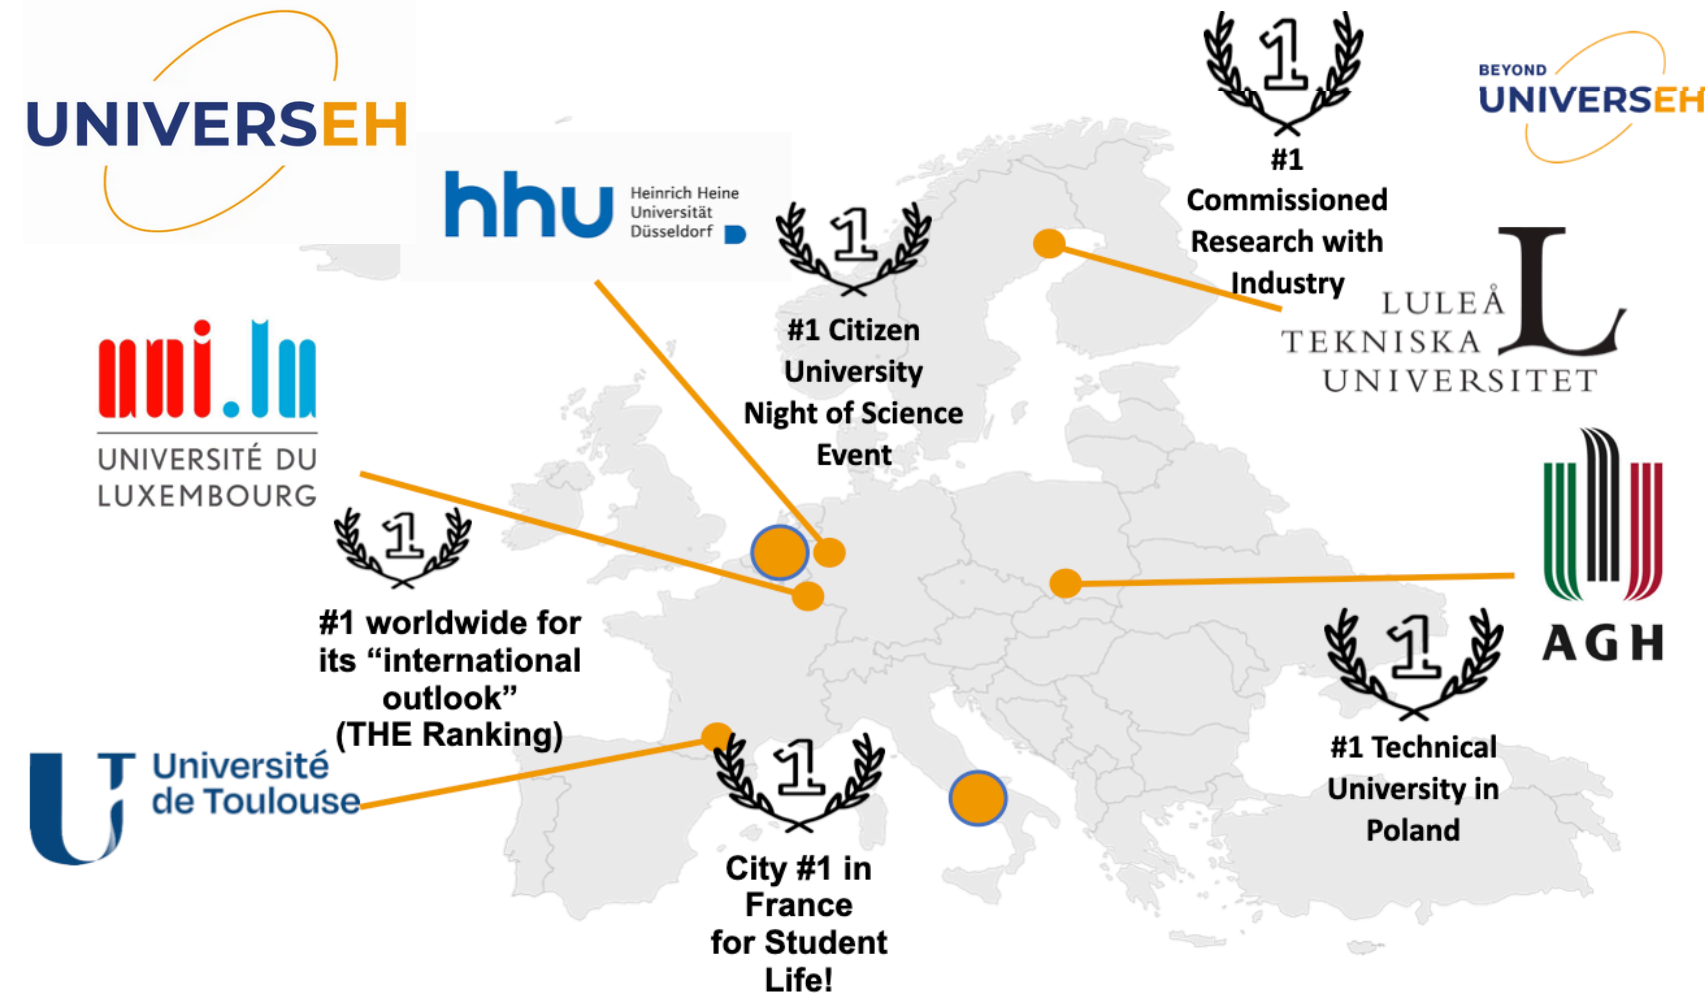 UNIVERSEH
BEYOND
UNIVERSEH
hhu
Heinrich Heine
Universität
Düsseldorf
1
#1 Citizen
University
Night of Science
Event
1
#1
Commissioned
Research with
Industry
LULEÅ
TEKNISKA
UNIVERSITET
L
uni.lu
UNIVERSITÉ DU
LUXEMBOURG
1
#1 worldwide for
its “international
outlook”
(THE Ranking)
AGH
1
#1 Technical
University in
Poland
UT
Université
de Toulouse
1
City #1 in
France
for Student
Life!